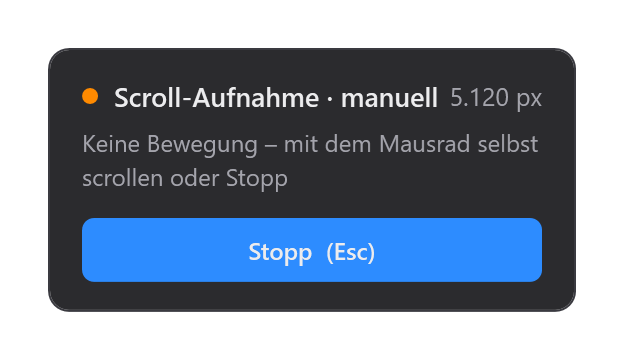 Scroll-Aufnahme · manuell 5.120 px
Keine Bewegung – mit dem Mausrad selbst
scrollen oder Stopp
Stopp (Esc)